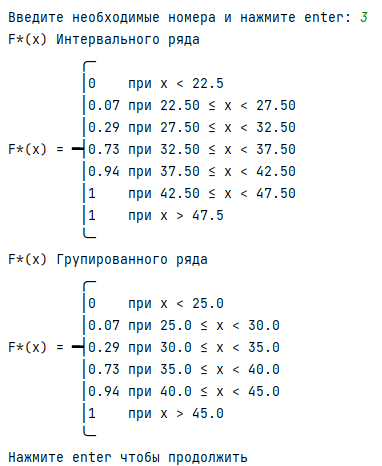 Введите необходимые номера и нажмите enter: 3
F*(x) Интервального ряда
0    при x < 22.5
0.07 при 22.50 ≤ x < 27.50
0.29 при 27.50 ≤ x < 32.50
F*(x) = 0.73 при 32.50 ≤ x < 37.50
0.94 при 37.50 ≤ x < 42.50
1    при 42.50 ≤ x < 47.50
1    при x > 47.5
F*(x) Групированного ряда
0    при x < 25.0
0.07 при 25.0 ≤ x < 30.0
F*(x) = 0.29 при 30.0 ≤ x < 35.0
0.73 при 35.0 ≤ x < 40.0
0.94 при 40.0 ≤ x < 45.0
1    при x > 45.0
Нажмите enter чтобы продолжить